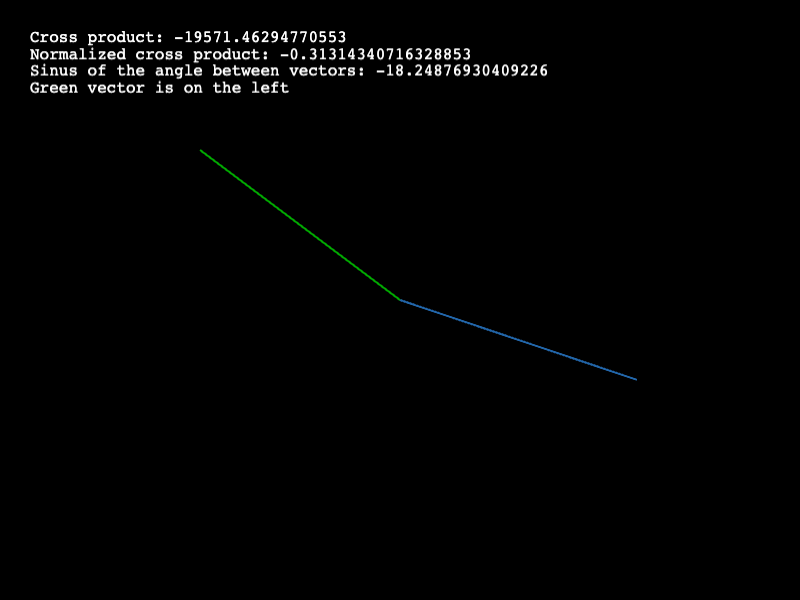 Cross product: -19571.46294770553
Normalized cross product: -0.31314340716328853
Sinus of the angle between vectors: -18.24876930409226
Green vector is on the left